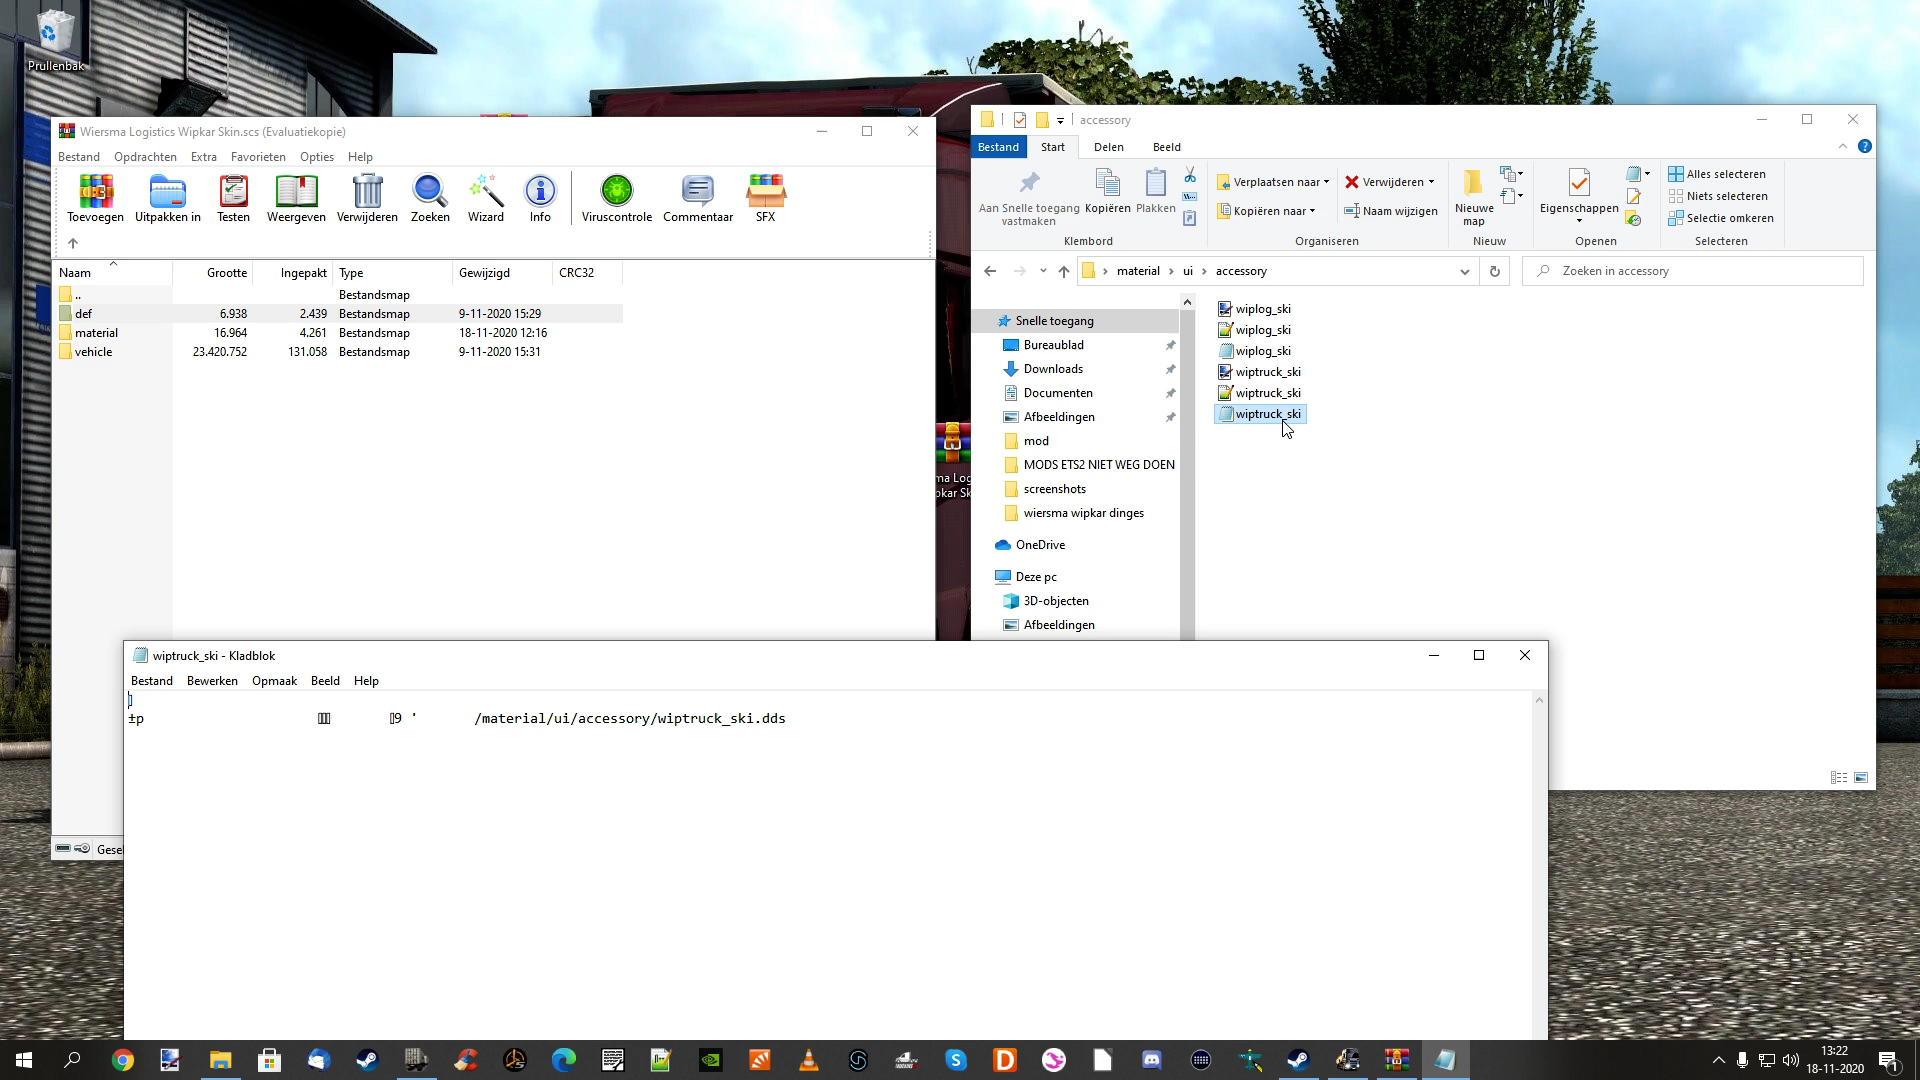 Prullenbak
Wiersma Logistics Wipkar Skin.scs (Evaluatiekopie)
Bestand Opdrachten Extra Favorieten Opties Help
Toevoegen Uitpakken in Testen Weergeven Verwijderen Zoeken Wizard Info Viruscontrole Commentaar SFX
Naam Grootte Ingepakt Type Gewijzigd CRC32
.. Bestandsmap
def 6.938 2.439 Bestandsmap 9-11-2020 15:29
material 16.964 4.261 Bestandsmap 18-11-2020 12:16
vehicle 23.420.752 131.058 Bestandsmap 9-11-2020 15:31
Gesel
ma Log
pkar Sk
accessory
Bestand Start Delen Beeld
Aan Snelle toegang
vastmaken
Kopiëren
Plakken
Klembord
Verplaatsen naar
Kopiëren naar
Verwijderen
Naam wijzigen
Organiseren
Nieuwe
map
Nieuw
Eigenschappen
Openen
Alles selecteren
Niets selecteren
Selectie omkeren
Selecteren
material ui accessory
Zoeken in accessory
Snelle toegang
Bureaublad
Downloads
Documenten
Afbeeldingen
mod
MODS ETS2 NIET WEG DOEN
screenshots
wiersma wipkar dinges
OneDrive
Deze pc
3D-objecten
Afbeeldingen
wiplog_ski
wiplog_ski
wiplog_ski
wiptruck_ski
wiptruck_ski
wiptruck_ski
wiptruck_ski - Kladblok
Bestand Bewerken Opmaak Beeld Help
±p 9 ' /material/ui/accessory/wiptruck_ski.dds
13:22
18-11-2020
1